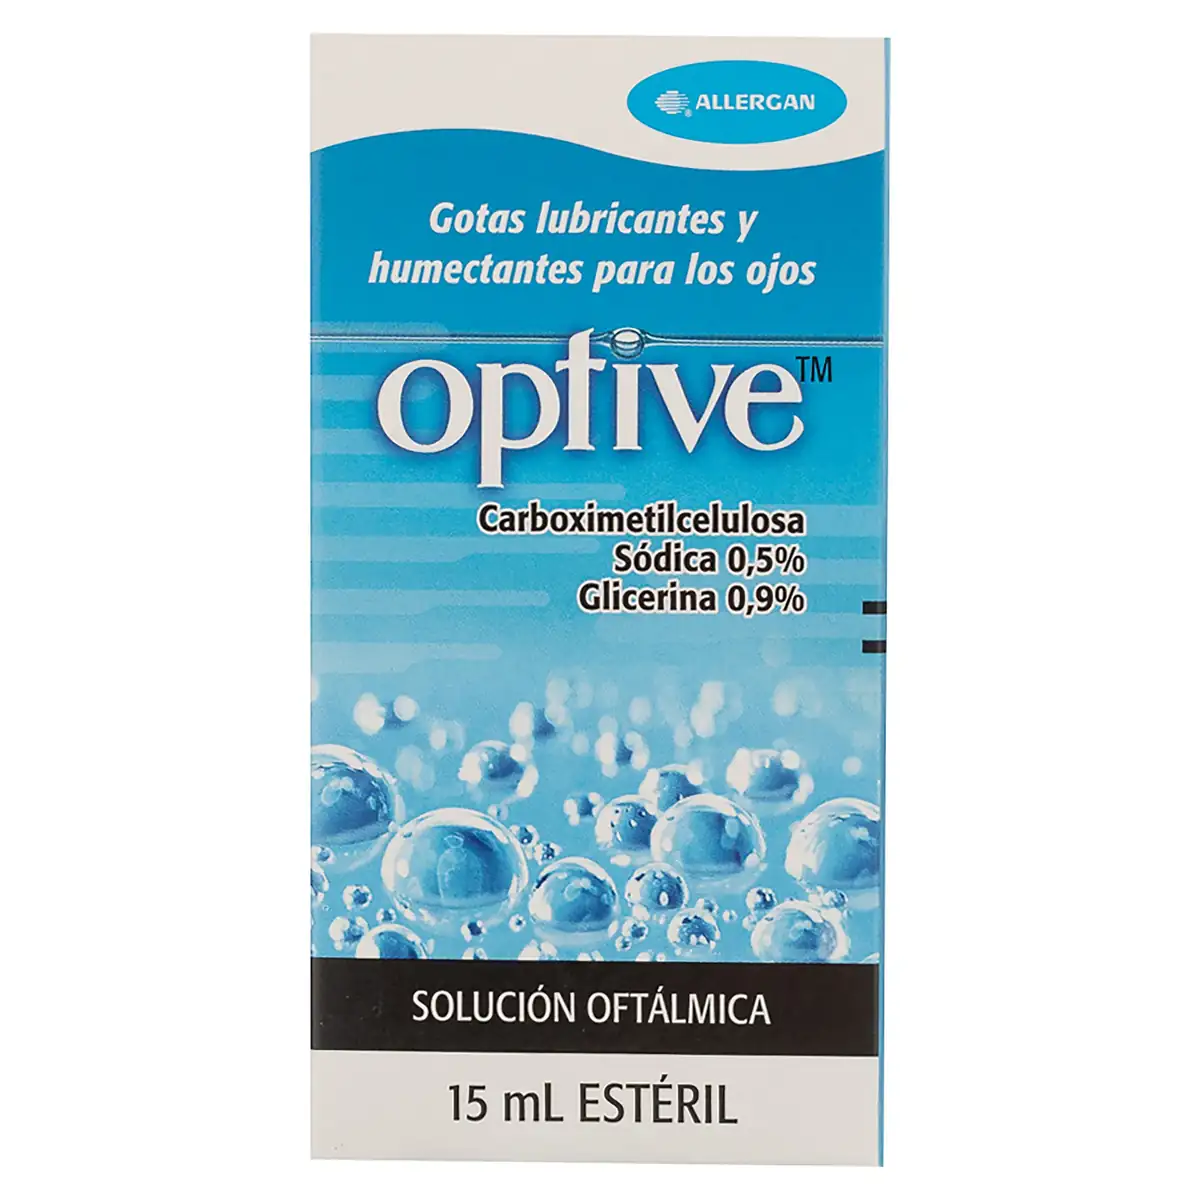 ALLERGAN
Gotas lubricantes y
humectantes para los ojos
optive™
Carboximetilcelulosa
Sódica 0,5%
Glicerina 0,9%
SOLUCIÓN OFTÁLMICA
15 mL ESTÉRIL